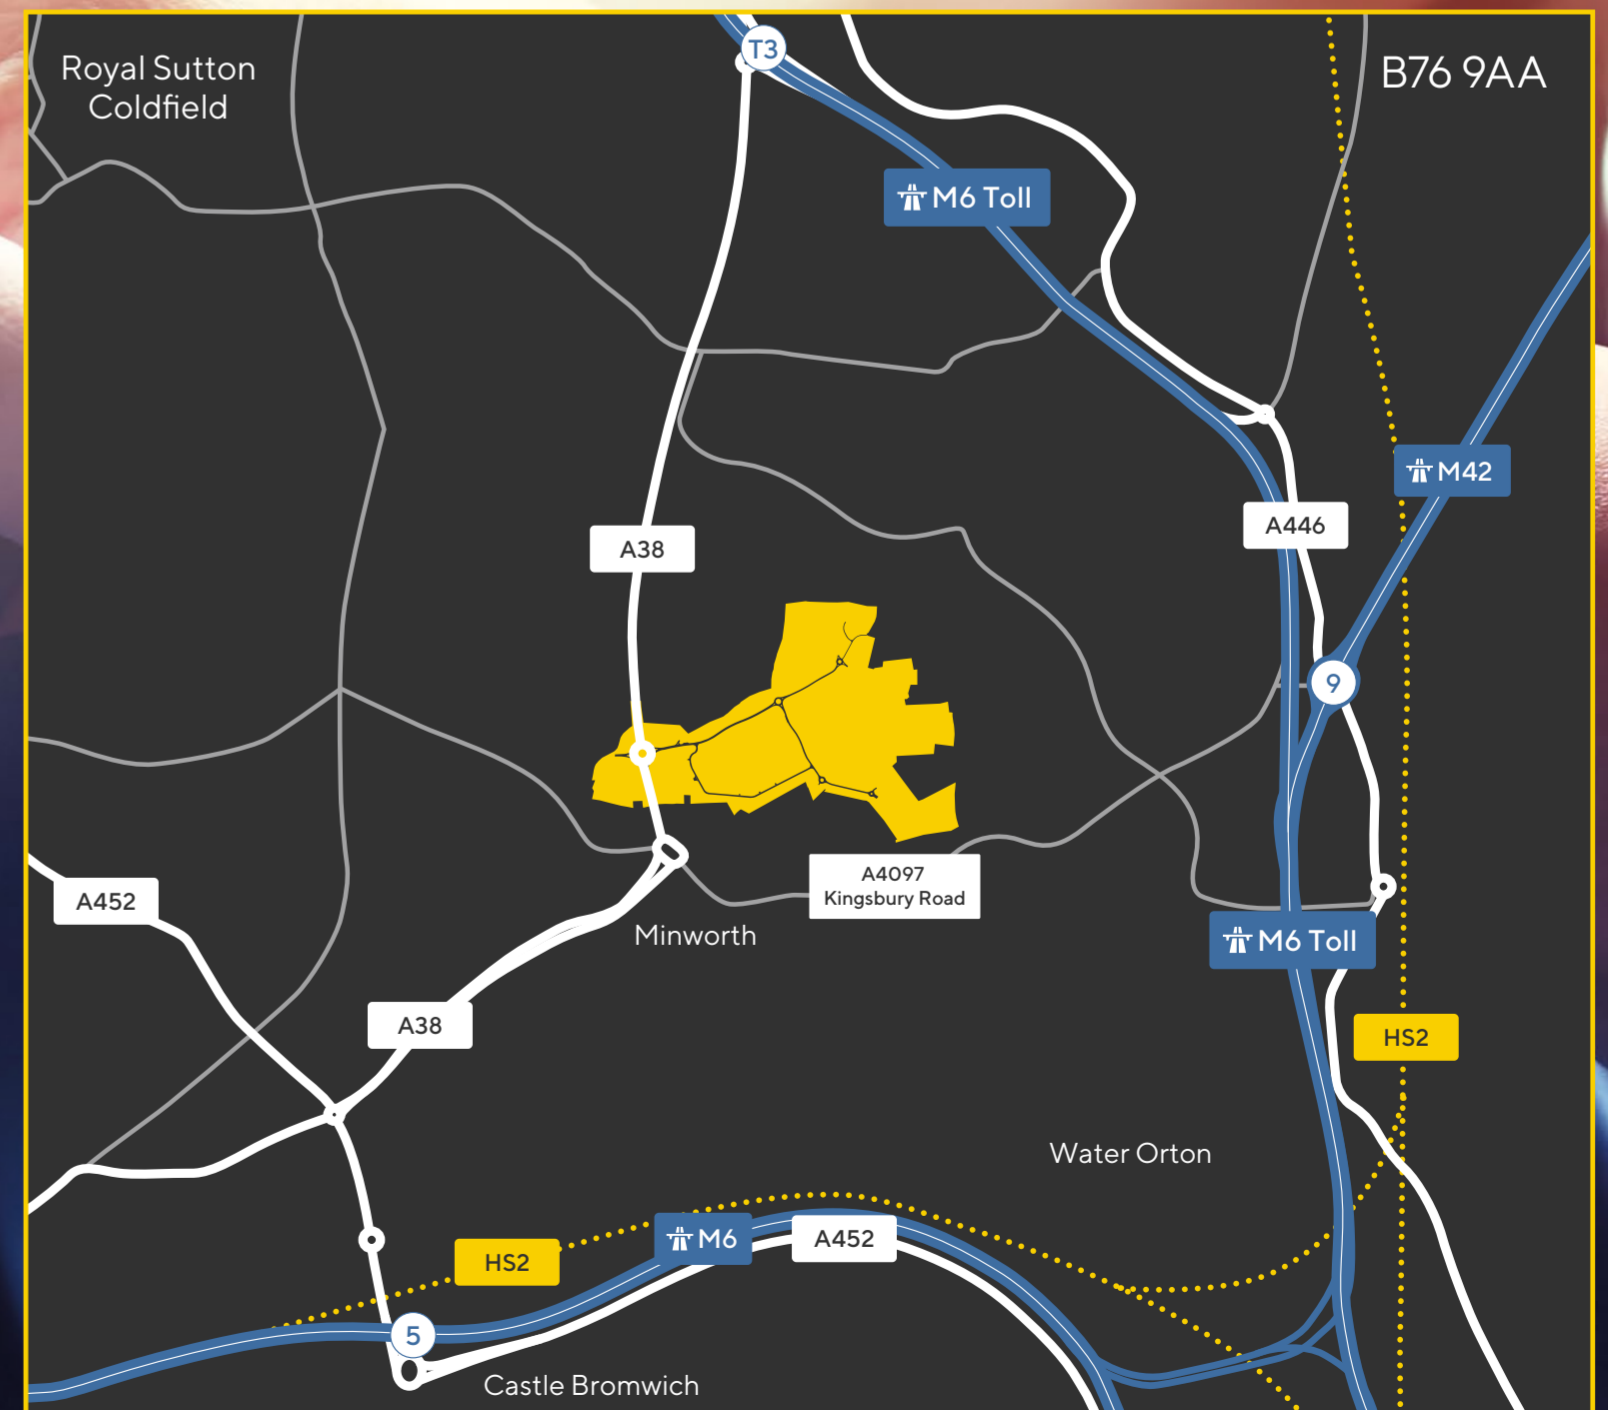 Royal Sutton
Coldfield
T3
B76 9AA
M6 Toll
M42
A446
A38
9
A4097
Kingsbury Road
A452
Minworth
M6 Toll
A38
HS2
Water Orton
M6
A452
HS2
5
Castle Bromwich